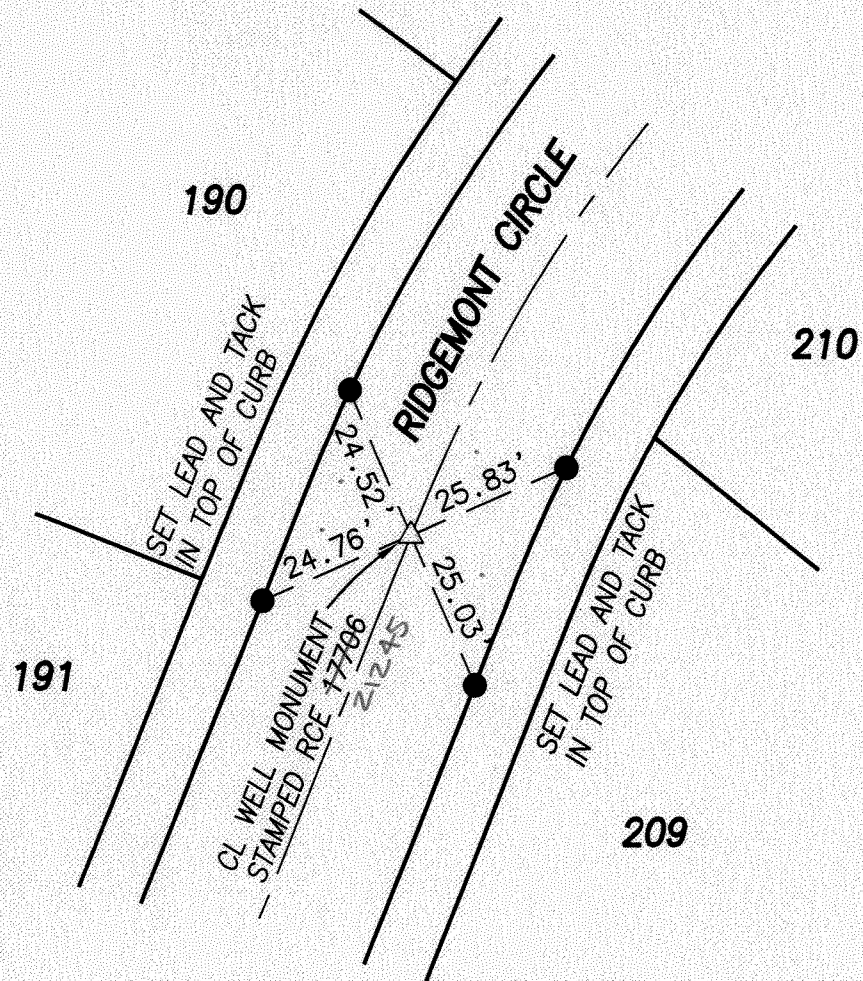 190
RIDGEMONT CIRCLE
210
SET LEAD AND TACK
IN TOP OF CURB
24.52'
25.83'
24.76'
25.03'
191
CL WELL MONUMENT
STAMPED RCE 17706
21245
SET LEAD AND TACK
IN TOP OF CURB
209